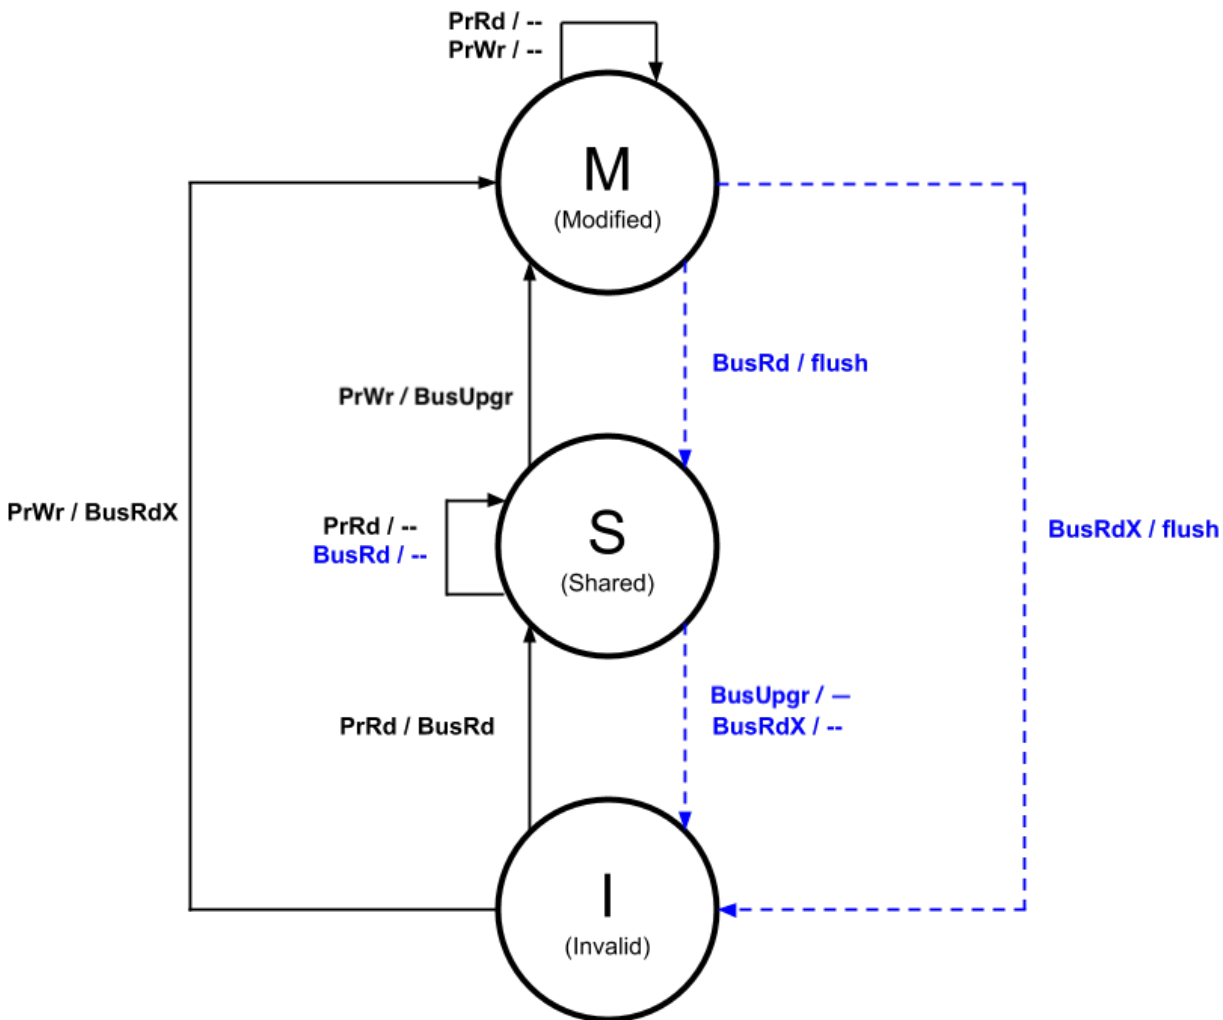 PrRd / --
PrWr / --
M
(Modified)
BusRd / flush
PrWr / BusUpgr
PrWr / BusRdX
PrRd / --
BusRd / --
S
(Shared)
BusRdX / flush
BusUpgr / —
BusRdX / --
PrRd / BusRd
I
(Invalid)